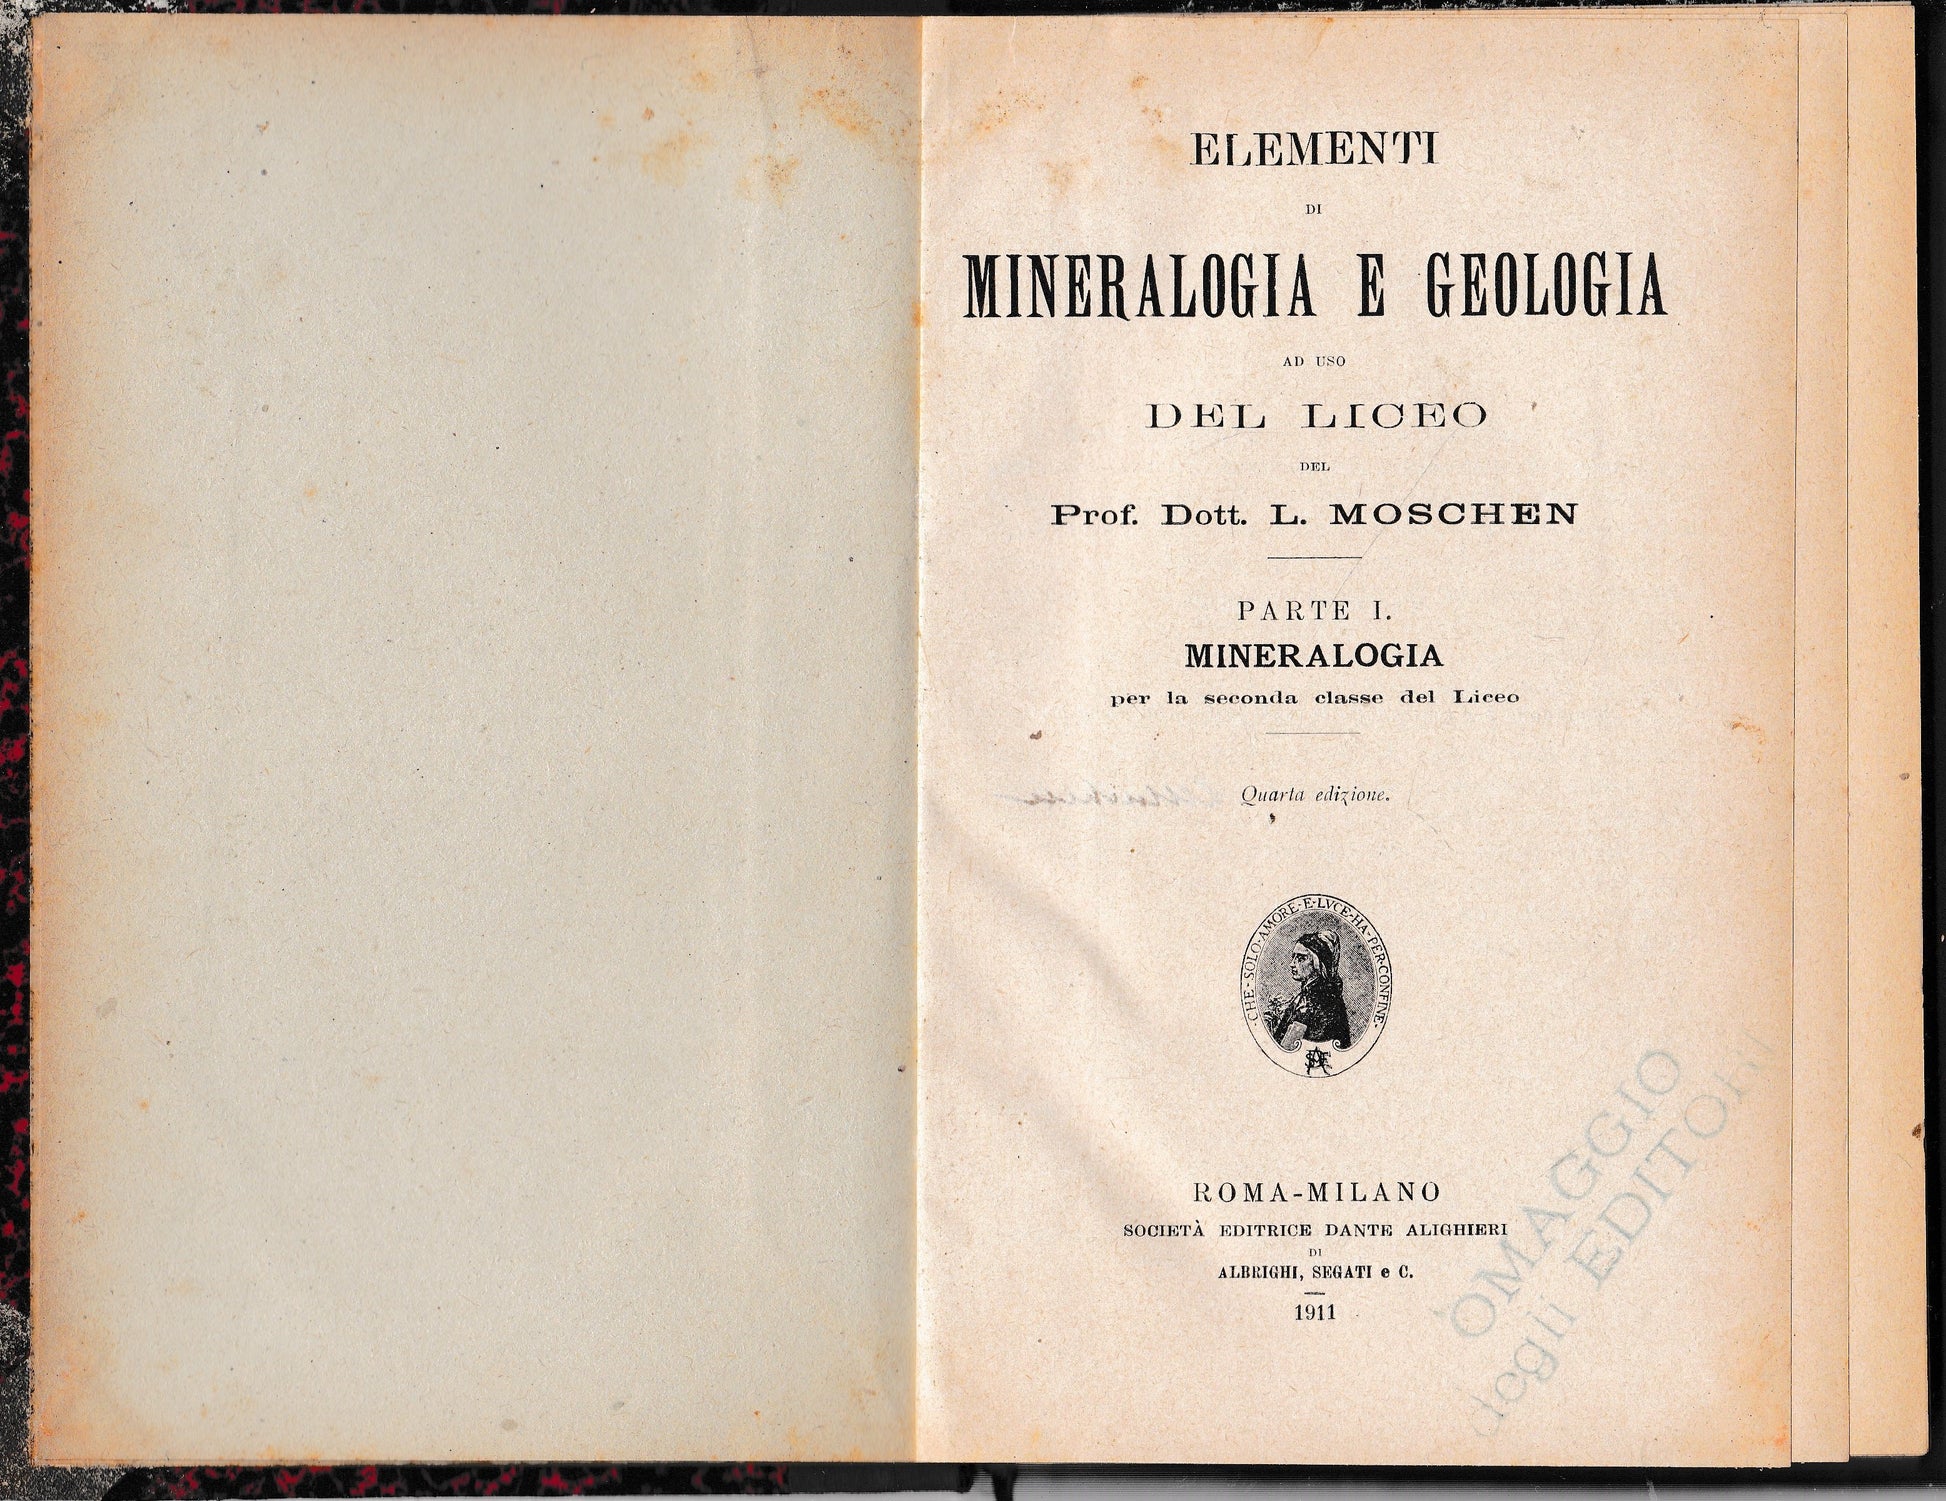 ELEMENTI
DI
MINERALOGIA E GEOLOGIA
AD USO
DEL LICEO
DEL
Prof. Dott. L. MOSCHEN
PARTE I.
MINERALOGIA
per la seconda classe del Liceo
Quarta edizione.
CHE·SOLO·AMORE·E·LVCE·HA·PER·CONFINE·
ROMA-MILANO
SOCIETÀ EDITRICE DANTE ALIGHIERI
DI
ALBRIGHI, SEGATI e C.
1911
OMAGGIO
degli EDITORI